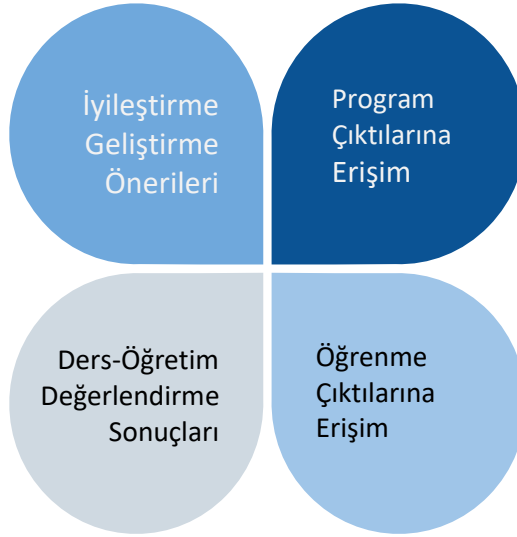 İyileştirme
Geliştirme
Önerileri
Program
Çıktılarına
Erişim
Ders-Öğretim
Değerlendirme
Sonuçları
Öğrenme
Çıktılarına
Erişim